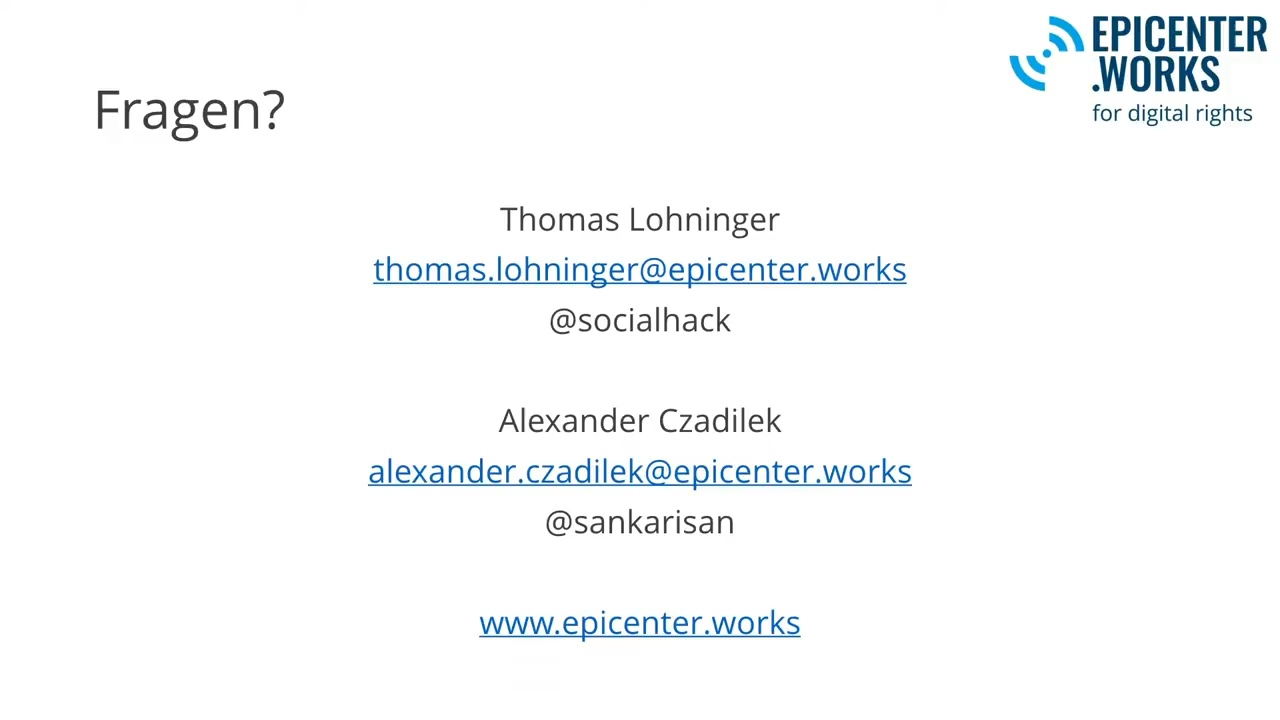 EPICENTER
.WORKS
for digital rights
Fragen?
Thomas Lohninger
thomas.lohninger@epicenter.works
@socialhack
Alexander Czadilek
alexander.czadilek@epicenter.works
@sankarisan
www.epicenter.works